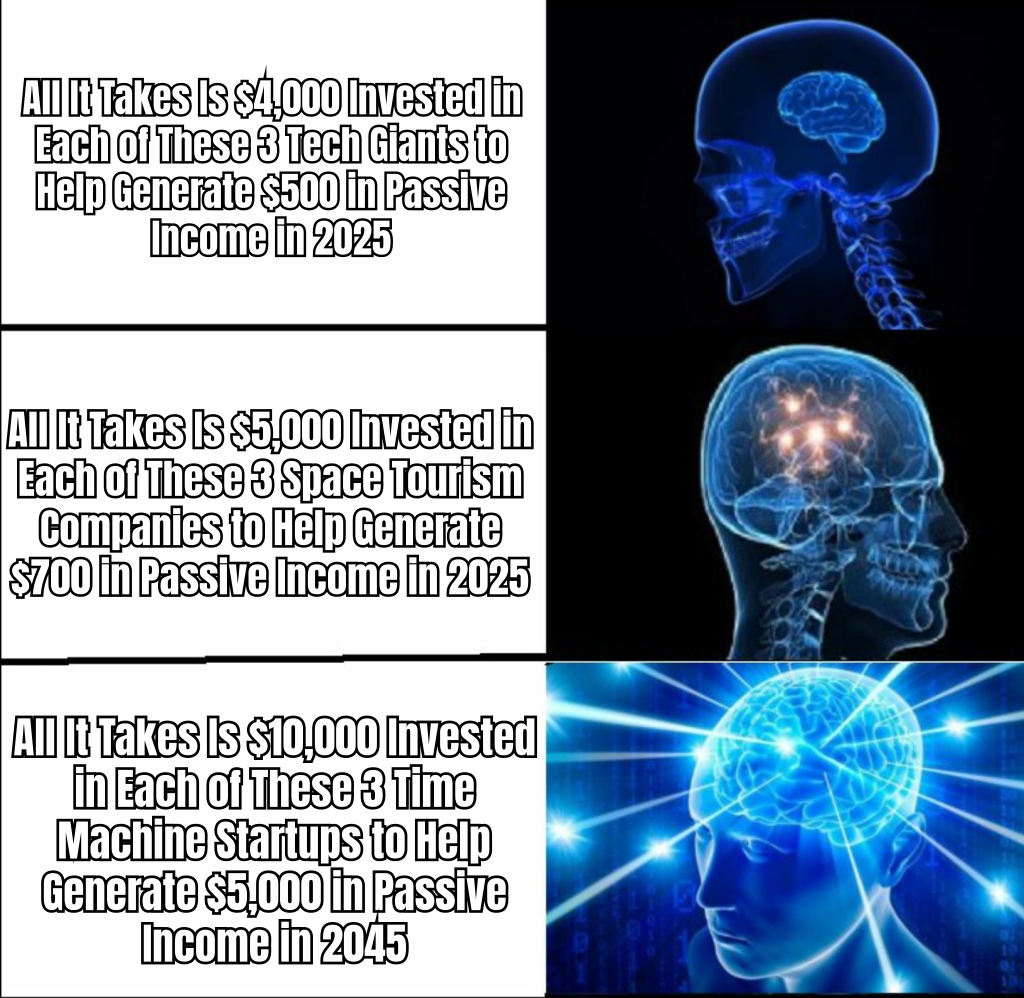 All It Takes Is $4,000 Invested in
Each of These 3 Tech Giants to
Help Generate $500 in Passive
Income in 2025
All It Takes Is $5,000 Invested in
Each of These 3 Space Tourism
Companies to Help Generate
$700 in Passive Income in 2025
All It Takes Is $10,000 Invested
in Each of These 3 Time
Machine Startups to Help
Generate $5,000 in Passive
Income in 2045